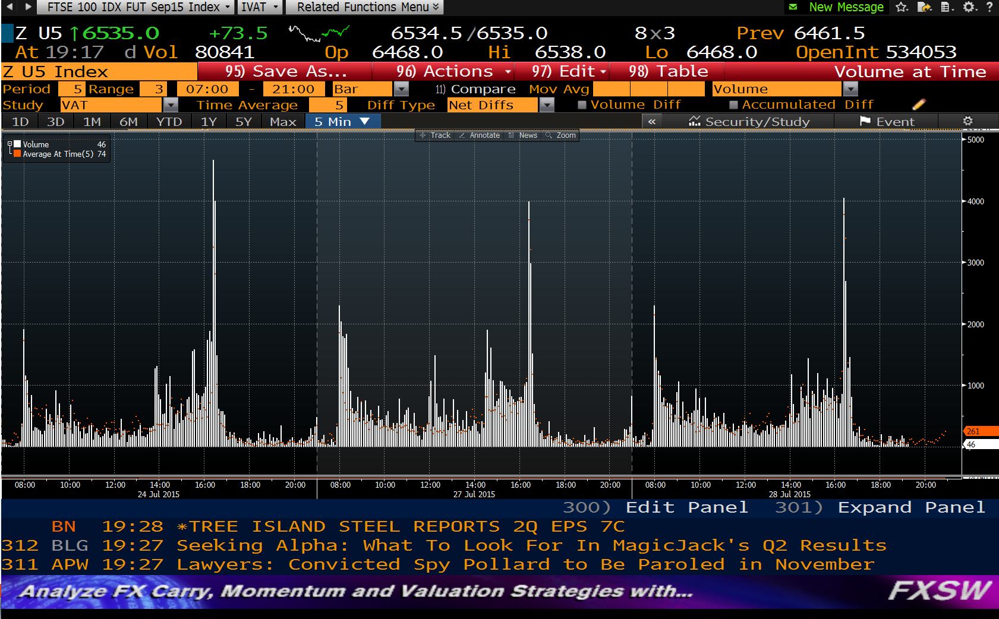 FTSE 100 IDX FUT Sep15 Index IVAT Related Functions Menu New Message ?
Z U5 ↑6535.0 +73.5 6534.5/6535.0 8x3 Prev 6461.5
At 19:17 d Vol 80841 Op 6468.0 Hi 6538.0 Lo 6468.0 OpenInt 534053
Z U5 Index 95) Save As... 96) Actions 97) Edit 98) Table Volume at Time
Period 5 Range 3 07:00 - 21:00 Bar 11) Compare Mov Avg Volume
Study VAT Time Average 5 Diff Type Net Diffs Volume Diff Accumulated Diff
1D 3D 1M 6M YTD 1Y 5Y Max 5 Min ▼ « Security/Study Event
Track Annotate News Zoom
Volume 46
Average At Time(5) 74
5000
4000
3000
2000
1000
261
46
08:00 10:00 12:00 14:00 16:00 18:00 20:00 08:00 10:00 12:00 14:00 16:00 18:00 20:00 08:00 10:00 12:00 14:00 16:00 18:00 20:00
24 Jul 2015 27 Jul 2015 28 Jul 2015
300) Edit Panel 301) Expand Panel
BN 19:28 *TREE ISLAND STEEL REPORTS 2Q EPS 7C
312 BLG 19:27 Seeking Alpha: What To Look For In MagicJack's Q2 Results
311 APW 19:27 Lawyers: Convicted Spy Pollard to Be Paroled in November
Analyze FX Carry, Momentum and Valuation Strategies with... FXSW